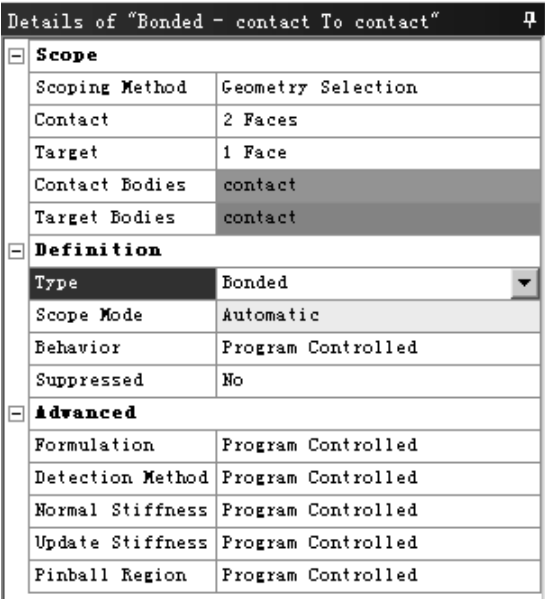 Details of "Bonded - contact To contact"
Scope
Scoping Method Geometry Selection
Contact 2 Faces
Target 1 Face
Contact Bodies contact
Target Bodies contact
Definition
Type Bonded
Scope Mode Automatic
Behavior Program Controlled
Suppressed No
Advanced
Formulation Program Controlled
Detection Method Program Controlled
Normal Stiffness Program Controlled
Update Stiffness Program Controlled
Pinball Region Program Controlled